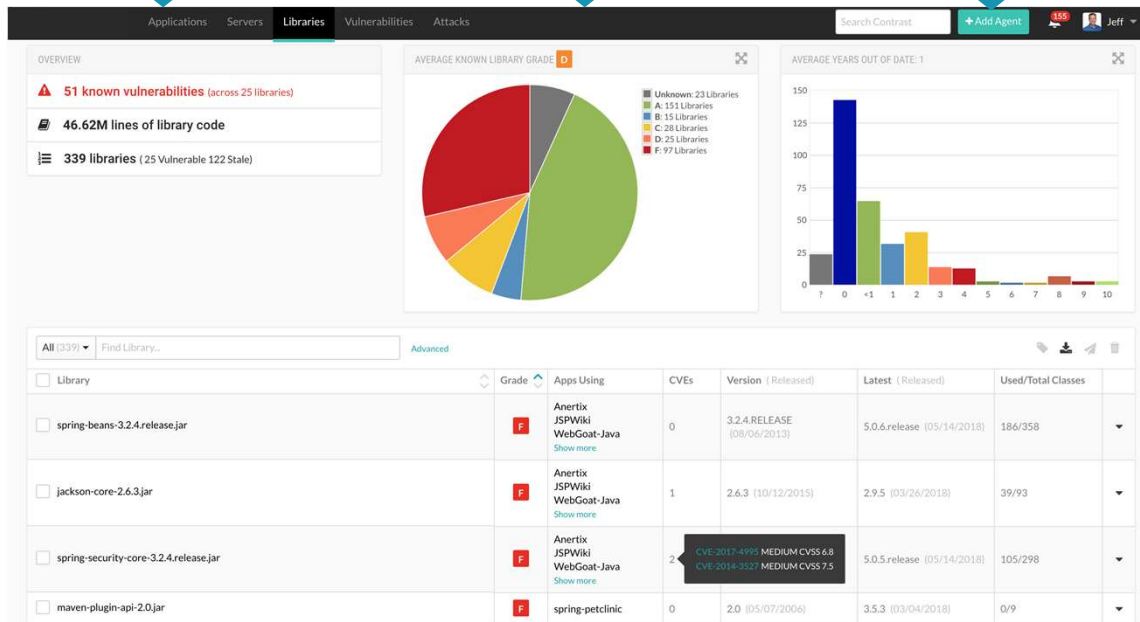 Applications Servers Libraries Vulnerabilities Attacks Search Contrast +Add Agent 155 Jeff
OVERVIEW
51 known vulnerabilities (across 25 libraries)
46.62M lines of library code
339 libraries (25 Vulnerable 122 Stale)
AVERAGE KNOWN LIBRARY GRADE D
Unknown: 23 Libraries
A: 151 Libraries
B: 15 Libraries
C: 28 Libraries
D: 25 Libraries
F: 97 Libraries
AVERAGE YEARS OUT OF DATE: 1
150
125
100
75
50
25
0
? 0 <1 1 2 3 4 5 6 7 8 9 10
All (339) Find Library... Advanced
Library Grade Apps Using CVEs Version (Released) Latest (Released) Used/Total Classes
spring-beans-3.2.4.release.jar F
Anertix
JSPWiki
WebGoat-Java
Show more
0
3.2.4.RELEASE
(08/06/2013)
5.0.6.release (05/14/2018) 186/358
jackson-core-2.6.3.jar F
Anertix
JSPWiki
WebGoat-Java
Show more
1 2.6.3 (10/12/2015) 2.9.5 (03/26/2018) 39/93
spring-security-core-3.2.4.release.jar F
Anertix
JSPWiki
WebGoat-Java
Show more
2
CVE-2017-4995 MEDIUM CVSS 6.8
CVE-2014-3527 MEDIUM CVSS 7.5
5.0.5.release (05/14/2018) 105/298
maven-plugin-api-2.0.jar F spring-petclinic 0 2.0 (05/07/2006) 3.5.3 (03/04/2018) 0/9